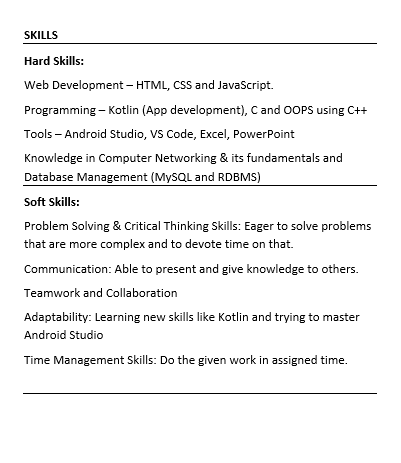 SKILLS
Hard Skills:
Web Development – HTML, CSS and JavaScript.
Programming – Kotlin (App development), C and OOPS using C++
Tools – Android Studio, VS Code, Excel, PowerPoint
Knowledge in Computer Networking & its fundamentals and
Database Management (MySQL and RDBMS)
Soft Skills:
Problem Solving & Critical Thinking Skills: Eager to solve problems
that are more complex and to devote time on that.
Communication: Able to present and give knowledge to others.
Teamwork and Collaboration
Adaptability: Learning new skills like Kotlin and trying to master
Android Studio
Time Management Skills: Do the given work in assigned time.